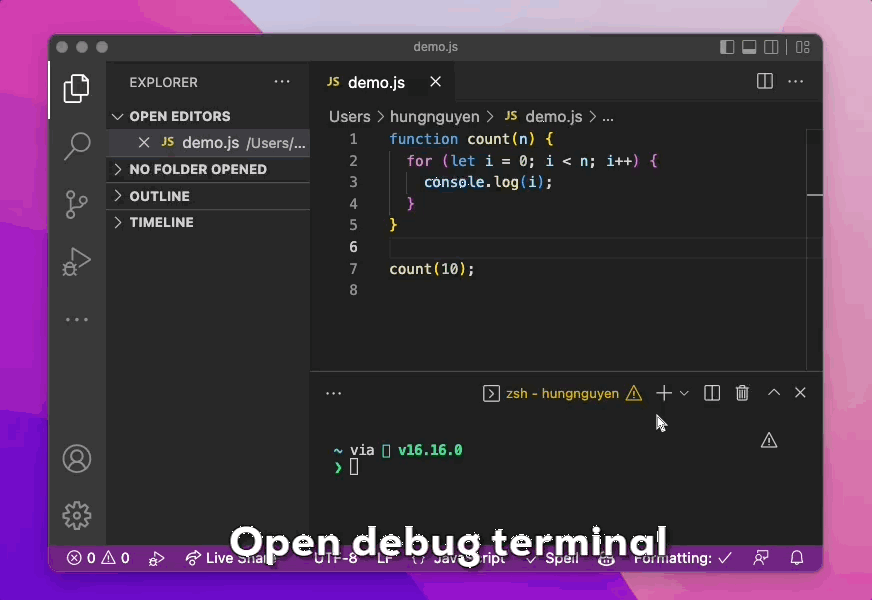 demo.js
EXPLORER
OPEN EDITORS
JS demo.js /Users/...
NO FOLDER OPENED
OUTLINE
TIMELINE
JS demo.js
Users > hungnguyen > JS demo.js > ...
1 function count(n) {
2 for (let i = 0; i < n; i++) {
3 console.log(i);
4 }
5 }
6
7 count(10);
8
zsh - hungnguyen
~ via v16.16.0
❯
Open debug terminal
0 0 Live Share UTF-8 LF {} JavaScript Spell Formatting: